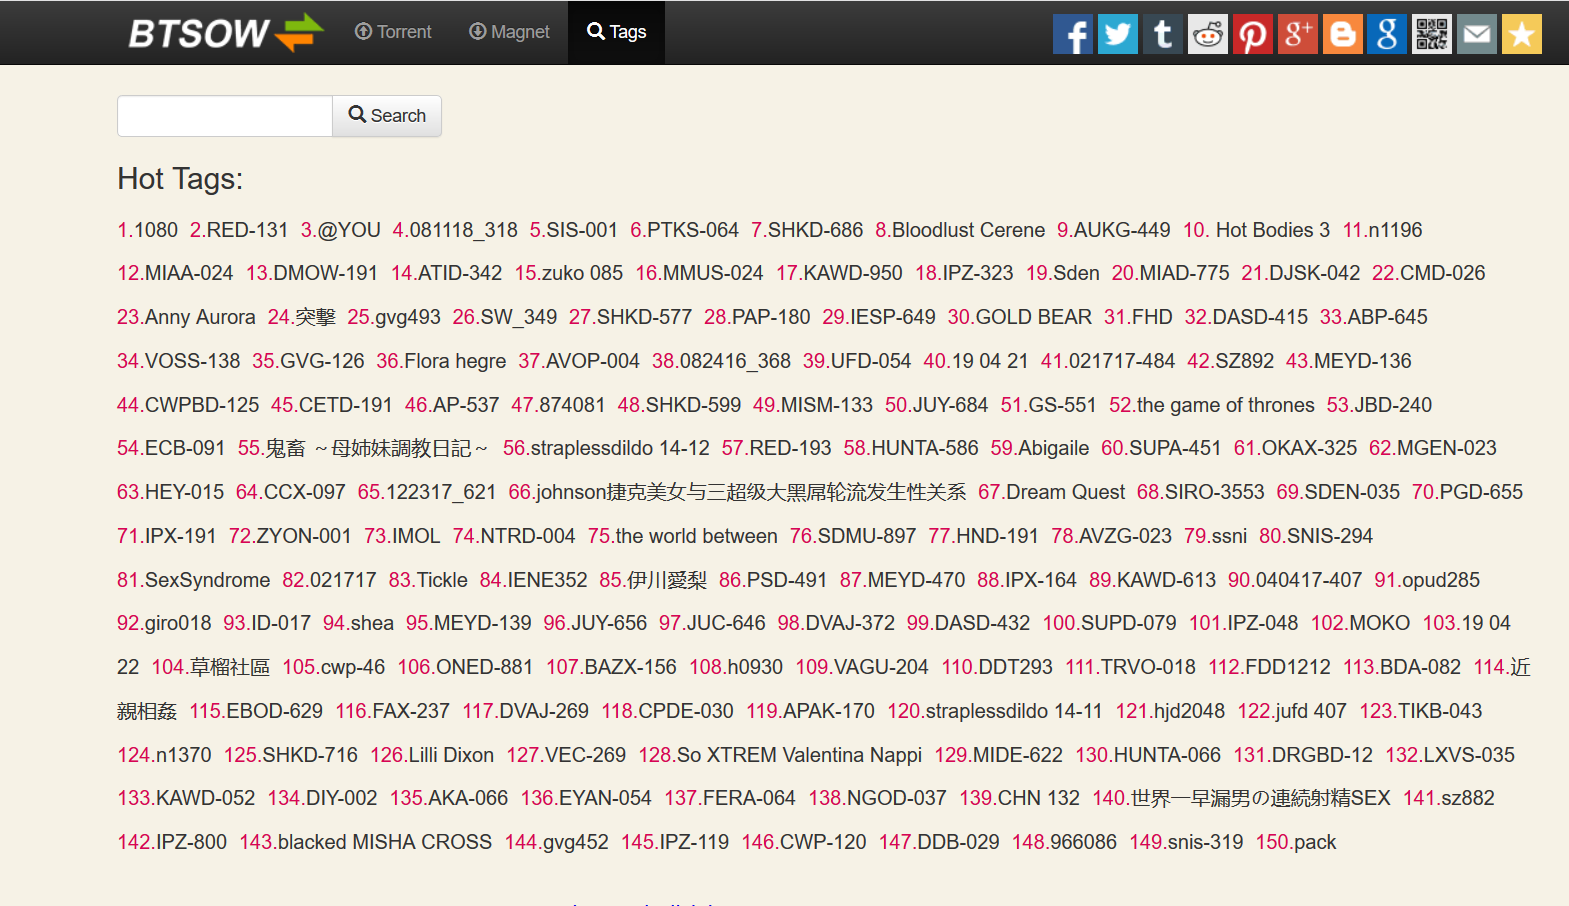 BTSOW Torrent Magnet Tags
Search
Hot Tags:
1.1080 2.RED-131 3.@YOU 4.081118_318 5.SIS-001 6.PTKS-064 7.SHKD-686 8.Bloodlust Cerene 9.AUKG-449 10. Hot Bodies 3 11.n1196
12.MIAA-024 13.DMOW-191 14.ATID-342 15.zuko 085 16.MMUS-024 17.KAWD-950 18.IPZ-323 19.Sden 20.MIAD-775 21.DJSK-042 22.CMD-026
23.Anny Aurora 24.突撃 25.gvg493 26.SW_349 27.SHKD-577 28.PAP-180 29.IESP-649 30.GOLD BEAR 31.FHD 32.DASD-415 33.ABP-645
34.VOSS-138 35.GVG-126 36.Flora hegre 37.AVOP-004 38.082416_368 39.UFD-054 40.19 04 21 41.021717-484 42.SZ892 43.MEYD-136
44.CWPBD-125 45.CETD-191 46.AP-537 47.874081 48.SHKD-599 49.MISM-133 50.JUY-684 51.GS-551 52.the game of thrones 53.JBD-240
54.ECB-091 55.鬼畜 ～母姉妹調教日記～ 56.straplessdildo 14-12 57.RED-193 58.HUNTA-586 59.Abigaile 60.SUPA-451 61.OKAX-325 62.MGEN-023
63.HEY-015 64.CCX-097 65.122317_621 66.johnson捷克美女与三超级大黑屌轮流发生性关系 67.Dream Quest 68.SIRO-3553 69.SDEN-035 70.PGD-655
71.IPX-191 72.ZYON-001 73.IMOL 74.NTRD-004 75.the world between 76.SDMU-897 77.HND-191 78.AVZG-023 79.ssni 80.SNIS-294
81.SexSyndrome 82.021717 83.Tickle 84.IENE352 85.伊川愛梨 86.PSD-491 87.MEYD-470 88.IPX-164 89.KAWD-613 90.040417-407 91.opud285
92.giro018 93.ID-017 94.shea 95.MEYD-139 96.JUY-656 97.JUC-646 98.DVAJ-372 99.DASD-432 100.SUPD-079 101.IPZ-048 102.MOKO 103.19 04
22 104.草榴社區 105.cwp-46 106.ONED-881 107.BAZX-156 108.h0930 109.VAGU-204 110.DDT293 111.TRVO-018 112.FDD1212 113.BDA-082 114.近
親相姦 115.EBOD-629 116.FAX-237 117.DVAJ-269 118.CPDE-030 119.APAK-170 120.straplessdildo 14-11 121.hjd2048 122.jufd 407 123.TIKB-043
124.n1370 125.SHKD-716 126.Lilli Dixon 127.VEC-269 128.So XTREM Valentina Nappi 129.MIDE-622 130.HUNTA-066 131.DRGBD-12 132.LXVS-035
133.KAWD-052 134.DIY-002 135.AKA-066 136.EYAN-054 137.FERA-064 138.NGOD-037 139.CHN 132 140.世界一早漏男の連続射精SEX 141.sz882
142.IPZ-800 143.blacked MISHA CROSS 144.gvg452 145.IPZ-119 146.CWP-120 147.DDB-029 148.966086 149.snis-319 150.pack